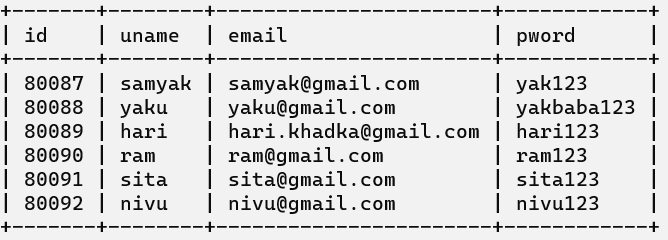 +-------+--------+-----------------------+------------+
| id    | uname  | email                 | pword      |
+-------+--------+-----------------------+------------+
| 80087 | samyak | samyak@gmail.com      | yak123     |
| 80088 | yaku   | yaku@gmail.com        | yakbaba123 |
| 80089 | hari   | hari.khadka@gmail.com | hari123    |
| 80090 | ram    | ram@gmail.com         | ram123     |
| 80091 | sita   | sita@gmail.com        | sita123    |
| 80092 | nivu   | nivu@gmail.com        | nivu123    |
+-------+--------+-----------------------+------------+